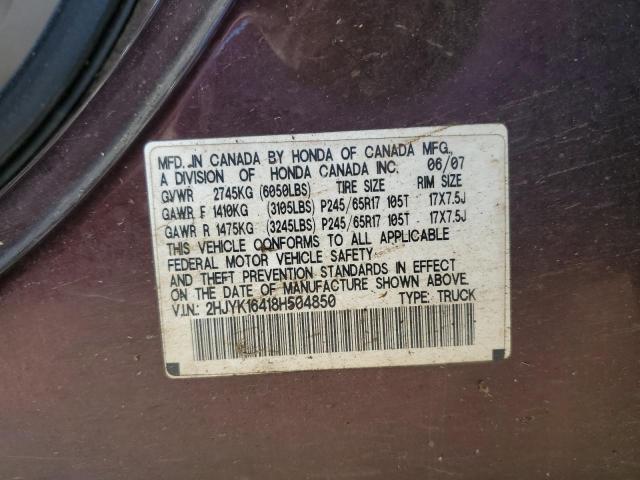 MFD. IN CANADA BY HONDA OF CANADA MFG.,
A DIVISION OF HONDA CANADA INC. 06/07
GVWR 2745KG (6050LBS) TIRE SIZE RIM SIZE
GAWR F 1410KG (3105LBS) P245/65R17 105T 17X7.5J
GAWR R 1475KG (3245LBS) P245/65R17 105T 17X7.5J
THIS VEHICLE CONFORMS TO ALL APPLICABLE
FEDERAL MOTOR VEHICLE SAFETY
AND THEFT PREVENTION STANDARDS IN EFFECT
ON THE DATE OF MANUFACTURE SHOWN ABOVE.
V.I.N.: 2HJYK16418H504850 TYPE: TRUCK